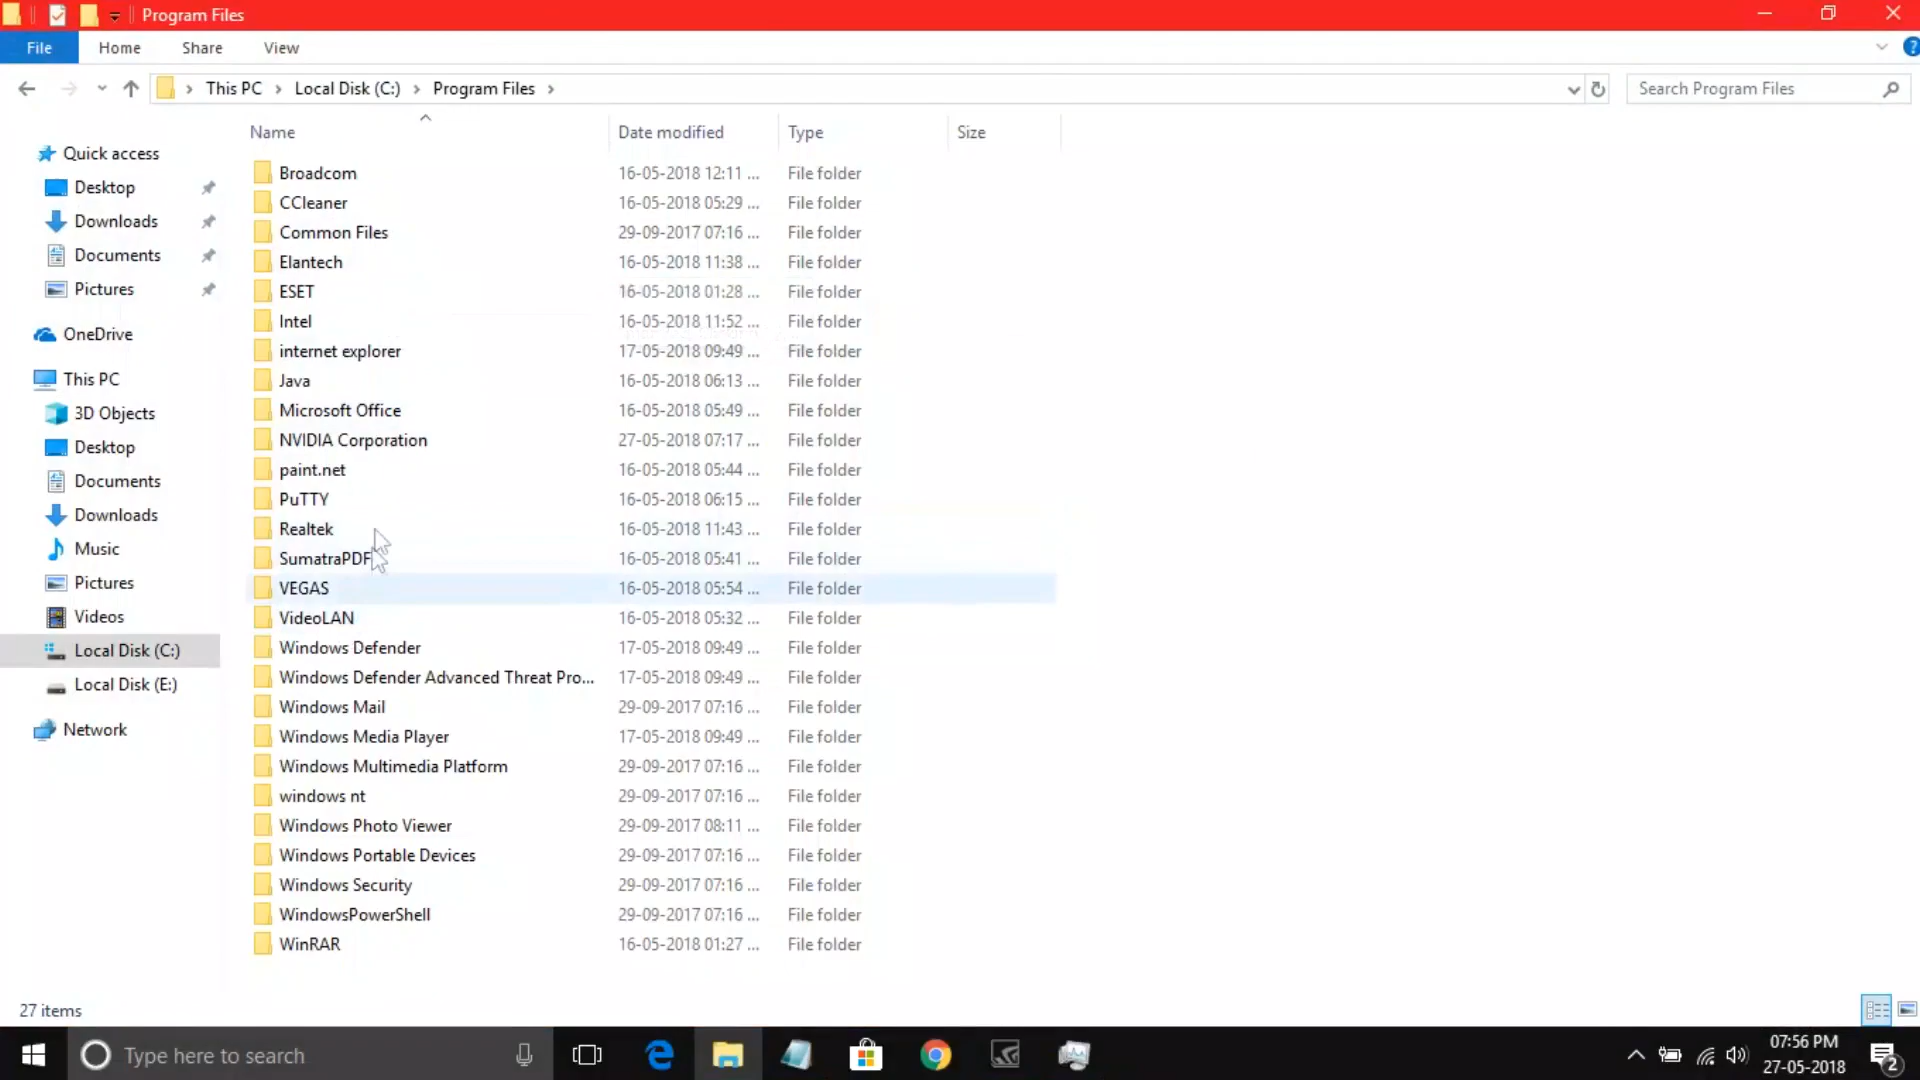 Program Files
File Home Share View
This PC Local Disk (C:) Program Files
Search Program Files
Name Date modified Type Size
Quick access
Desktop
Downloads
Documents
Pictures
OneDrive
This PC
3D Objects
Desktop
Documents
Downloads
Music
Pictures
Videos
Local Disk (C:)
Local Disk (E:)
Network
Broadcom 16-05-2018 12:11 ... File folder
CCleaner 16-05-2018 05:29 ... File folder
Common Files 29-09-2017 07:16 ... File folder
Elantech 16-05-2018 11:38 ... File folder
ESET 16-05-2018 01:28 ... File folder
Intel 16-05-2018 11:52 ... File folder
internet explorer 17-05-2018 09:49 ... File folder
Java 16-05-2018 06:13 ... File folder
Microsoft Office 16-05-2018 05:49 ... File folder
NVIDIA Corporation 27-05-2018 07:17 ... File folder
paint.net 16-05-2018 05:44 ... File folder
PuTTY 16-05-2018 06:15 ... File folder
Realtek 16-05-2018 11:43 ... File folder
SumatraPDF 16-05-2018 05:41 ... File folder
VEGAS 16-05-2018 05:54 ... File folder
VideoLAN 16-05-2018 05:32 ... File folder
Windows Defender 17-05-2018 09:49 ... File folder
Windows Defender Advanced Threat Pro... 17-05-2018 09:49 ... File folder
Windows Mail 29-09-2017 07:16 ... File folder
Windows Media Player 17-05-2018 09:49 ... File folder
Windows Multimedia Platform 29-09-2017 07:16 ... File folder
windows nt 29-09-2017 07:16 ... File folder
Windows Photo Viewer 29-09-2017 08:11 ... File folder
Windows Portable Devices 29-09-2017 07:16 ... File folder
Windows Security 29-09-2017 07:16 ... File folder
WindowsPowerShell 29-09-2017 07:16 ... File folder
WinRAR 16-05-2018 01:27 ... File folder
27 items
Type here to search
07:56 PM
27-05-2018
2